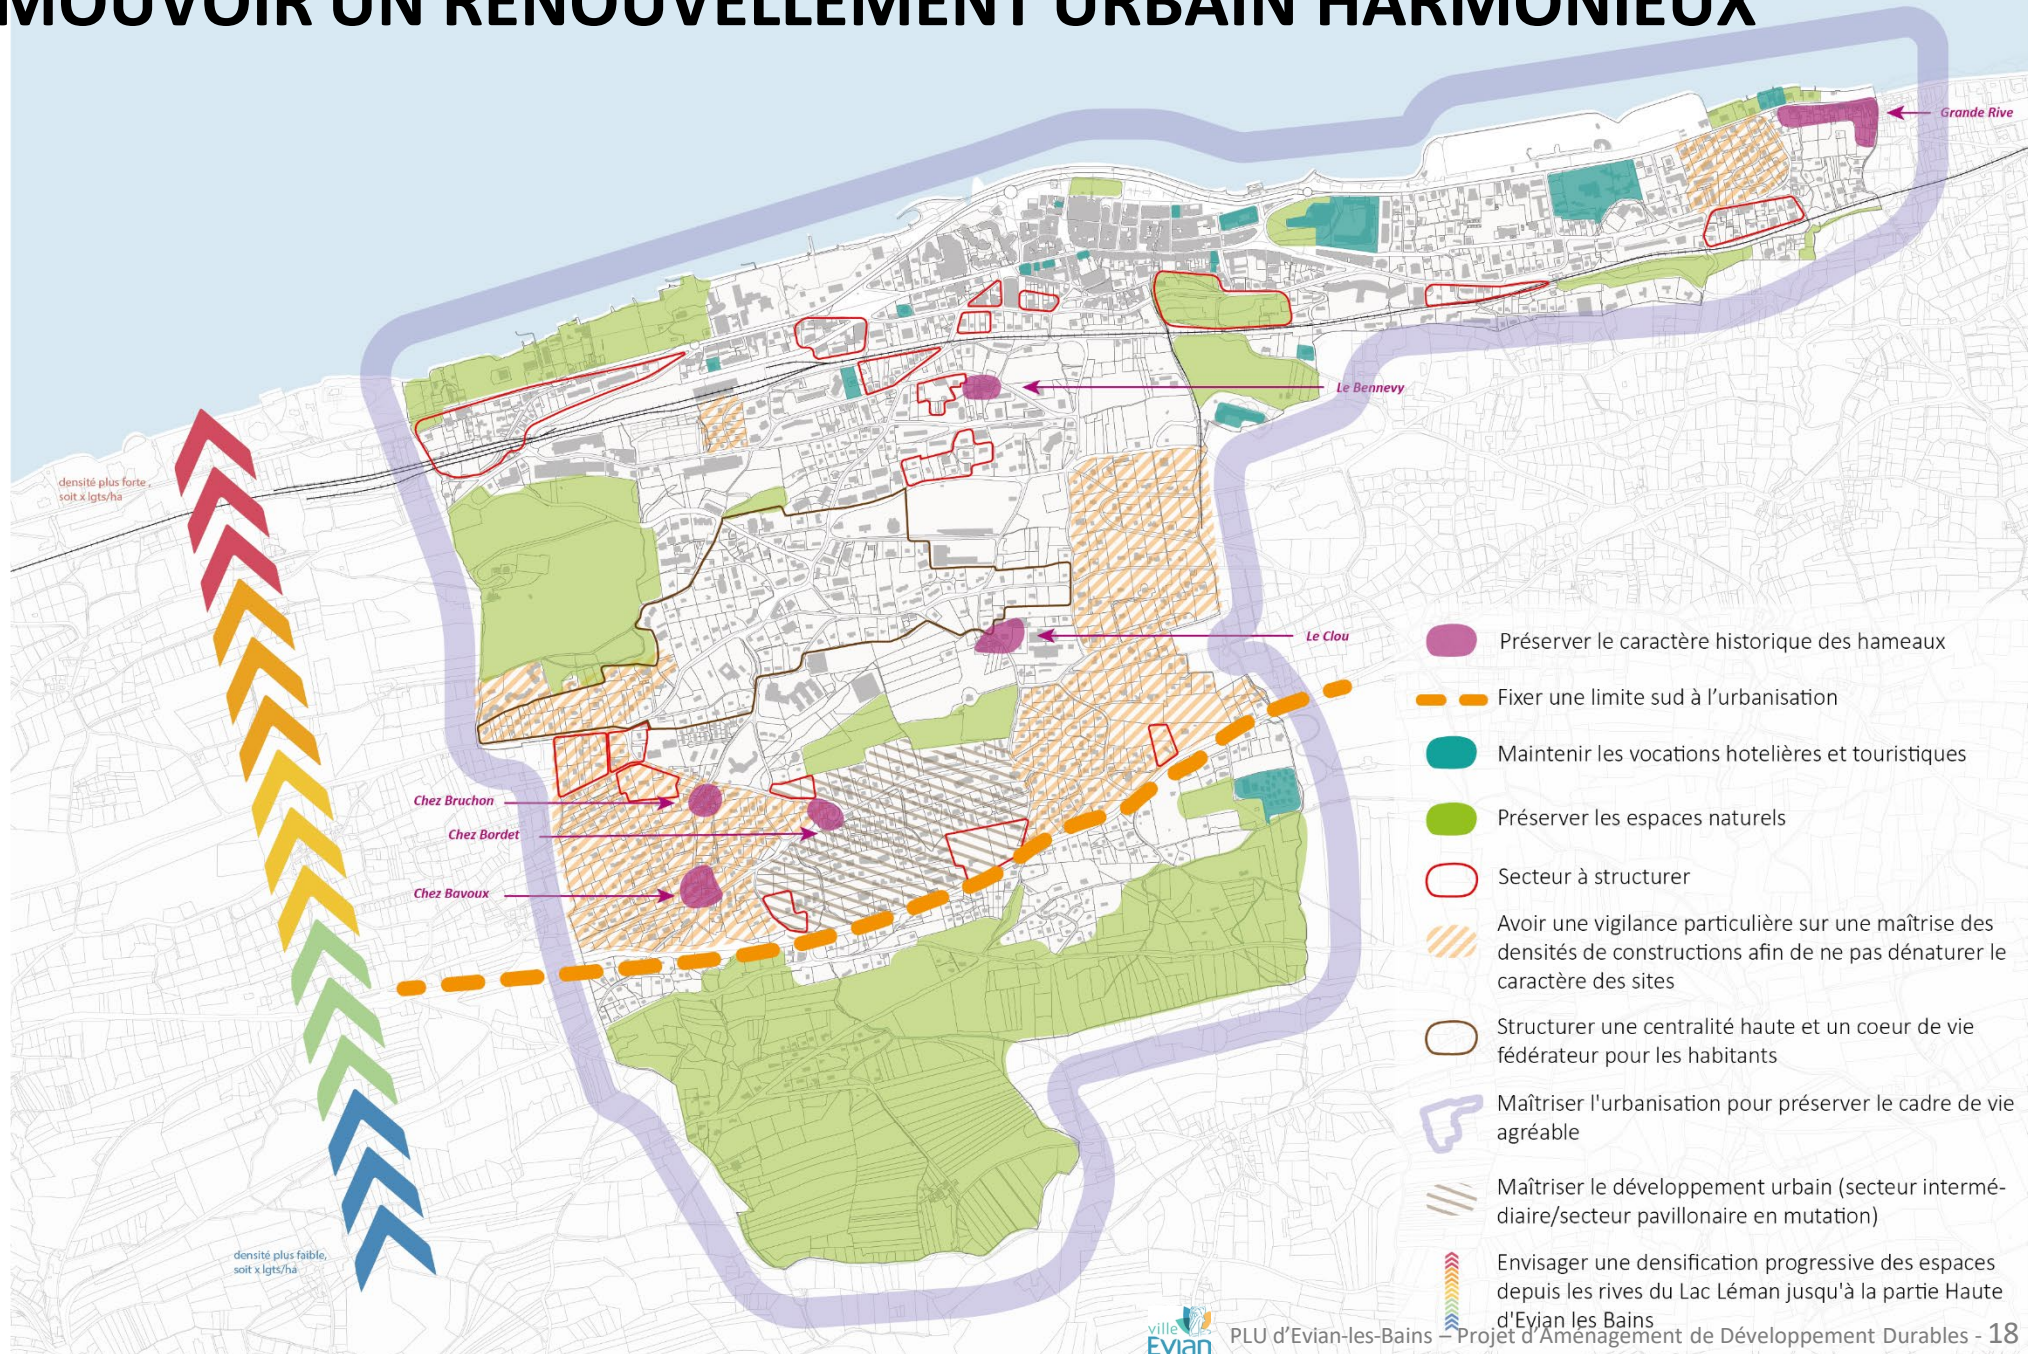 MOUVOIR UN RENOUVELLEMENT URBAIN HARMONIEUX
Grande Rive
Le Bennevy
densité plus forte ,
soit x lgts/ha
Le Clou
Chez Bruchon
Chez Bordet
Chez Bavoux
densité plus faible,
soit x lgts/ha
Préserver le caractère historique des hameaux
Fixer une limite sud à l'urbanisation
Maintenir les vocations hotelières et touristiques
Préserver les espaces naturels
Secteur à structurer
Avoir une vigilance particulière sur une maîtrise des
densités de constructions afin de ne pas dénaturer le
caractère des sites
Structurer une centralité haute et un coeur de vie
fédérateur pour les habitants
Maîtriser l'urbanisation pour préserver le cadre de vie
agréable
Maîtriser le développement urbain (secteur intermé-
diaire/secteur pavillonaire en mutation)
Envisager une densification progressive des espaces
depuis les rives du Lac Léman jusqu'à la partie Haute
d'Evian les Bains
ville
Evian
PLU d'Evian-les-Bains – Projet d'Aménagement de Développement Durables - 18